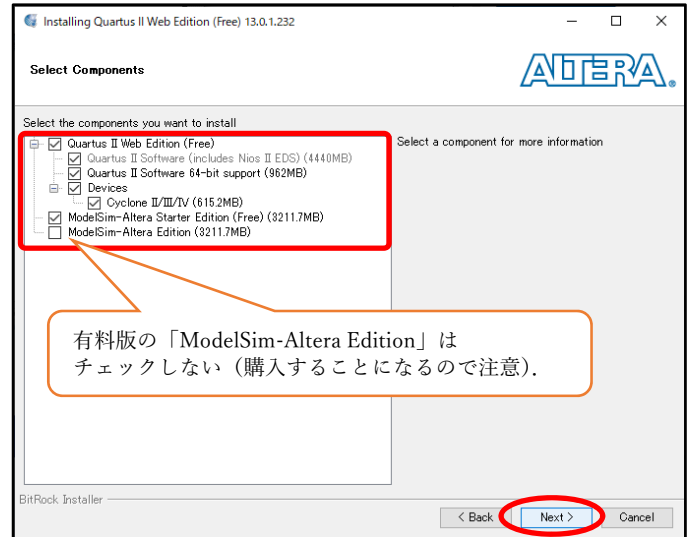 Installing Quartus II Web Edition (Free) 13.0.1.232
Select Components
ALTERA®
Select the components you want to install
Quartus II Web Edition (Free)
Quartus II Software (includes Nios II EDS) (4440MB)
Quartus II Software 64-bit support (962MB)
Devices
Cyclone II/III/IV (615.2MB)
ModelSim-Altera Starter Edition (Free) (3211.7MB)
ModelSim-Altera Edition (3211.7MB)
Select a component for more information
有料版の「ModelSim-Altera Edition」は
チェックしない（購入することになるので注意）．
BitRock Installer
< Back
Next >
Cancel